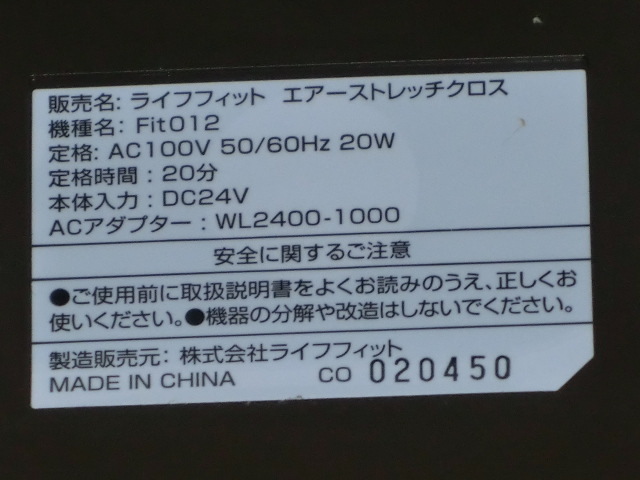 販売名: ライフフィット エアーストレッチクロス
機種名: Fit012
定格: AC100V 50/60Hz 20W
定格時間 : 20分
本体入力 : DC24V
ACアダプター : WL2400-1000
安全に関するご注意
●ご使用前に取扱説明書をよくお読みのうえ、正しくお
使いください。●機器の分解や改造はしないでください。
製造販売元: 株式会社ライフフィット
MADE IN CHINA CO 020450